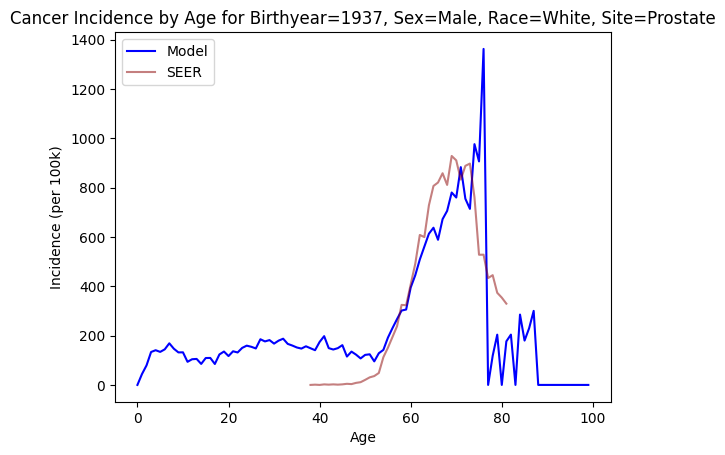 Cancer Incidence by Age for Birthyear=1937, Sex=Male, Race=White, Site=Prostate
Model
SEER
1400
1200
1000
800
600
400
200
0
Incidence (per 100k)
0 20 40 60 80 100
Age